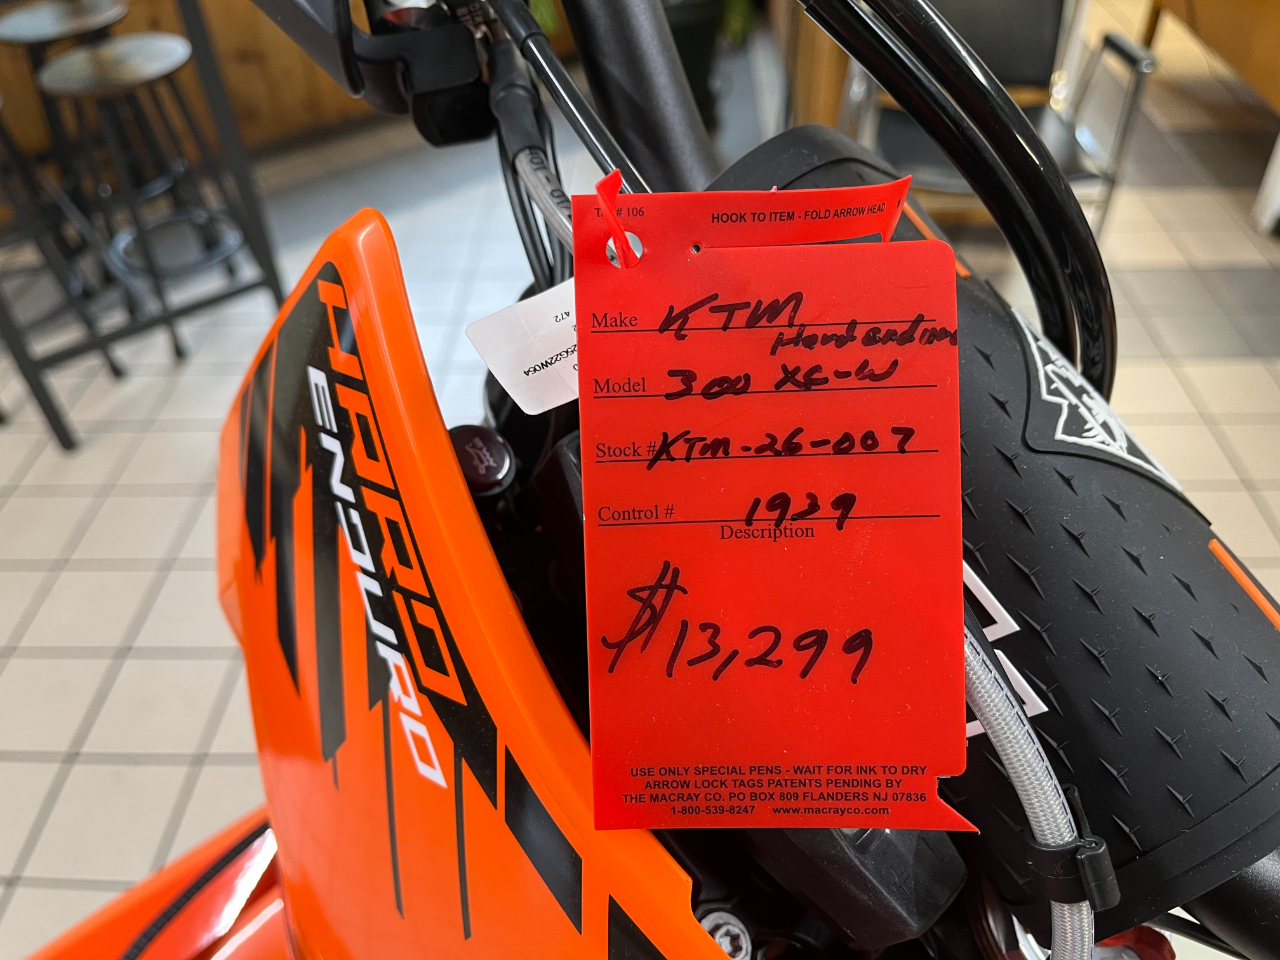 HOOK TO ITEM - FOLD ARROW HEAD
# 106
Make KTM
Hard Enduro
Model 300 XC-W
Stock # KTM-26-007
Control # 1929
Description
$13,299
USE ONLY SPECIAL PENS - WAIT FOR INK TO DRY
ARROW LOCK TAGS PATENTS PENDING BY
THE MACRAY CO. PO BOX 809 FLANDERS NJ 07836
1-800-539-8247 www.macrayco.com
HARD
ENDURO
A72